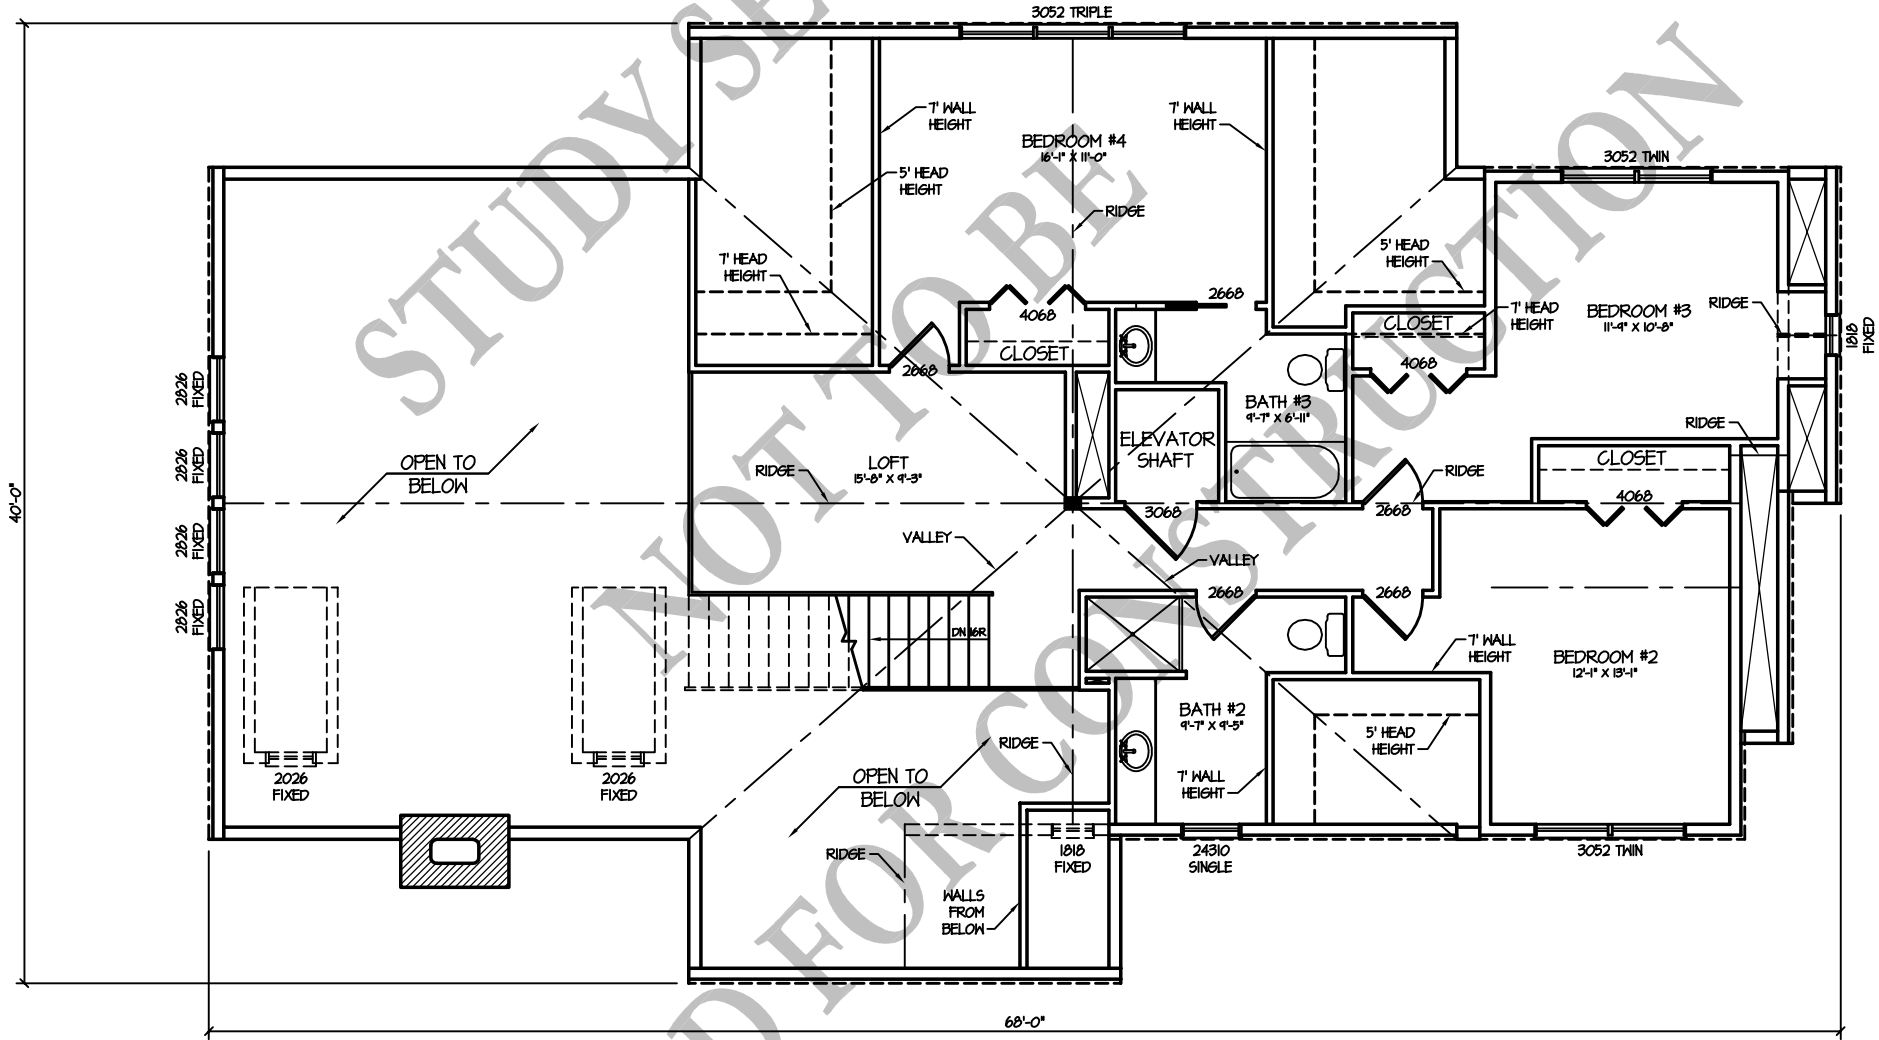 3052 TRIPLE
7' WALL
HEIGHT
BEDROOM #4
16'-1" X 11'-0"
7' WALL
HEIGHT
5' HEAD
HEIGHT
RIDGE
7' HEAD
HEIGHT
5' HEAD
HEIGHT
3052 TWIN
2668
4068
CLOSET
2668
CLOSET
7' HEAD
HEIGHT
4068
BEDROOM #3
11'-9" X 10'-8"
RIDGE
1818
FIXED
2826
FIXED
2826
FIXED
2826
FIXED
2826
FIXED
OPEN TO
BELOW
RIDGE
LOFT
15'-8" X 9'-3"
ELEVATOR
SHAFT
BATH #3
9'-7" X 6'-11"
RIDGE
RIDGE
CLOSET
4068
3068
2668
VALLEY
VALLEY
2668
2668
DN 16R
7' WALL
HEIGHT
BEDROOM #2
12'-1" X 13'-1"
BATH #2
9'-7" X 9'-5"
5' HEAD
HEIGHT
RIDGE
7' WALL
HEIGHT
OPEN TO
BELOW
2026
FIXED
2026
FIXED
RIDGE
1818
FIXED
24310
SINGLE
3052 TWIN
WALLS
FROM
BELOW
40'-0"
68'-0"
STUDY SE
NOT TO BE
D FOR CONSTRUCTION